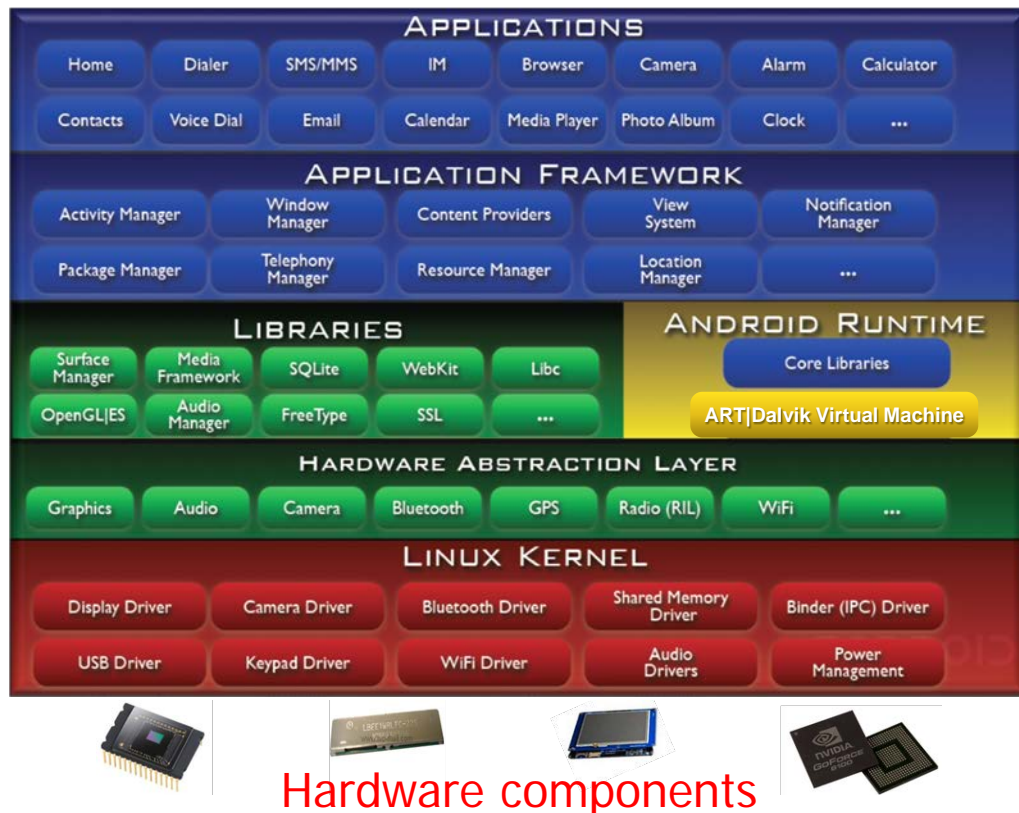 APPLICATIONS
Home Dialer SMS/MMS IM Browser Camera Alarm Calculator
Contacts Voice Dial Email Calendar Media Player Photo Album Clock ...
APPLICATION FRAMEWORK
Activity Manager Window Manager Content Providers View System Notification Manager
Package Manager Telephony Manager Resource Manager Location Manager ...
LIBRARIES
Surface Manager Media Framework SQLite WebKit Libc
OpenGL|ES Audio Manager FreeType SSL ...
ANDROID RUNTIME
Core Libraries
ART|Dalvik Virtual Machine
HARDWARE ABSTRACTION LAYER
Graphics Audio Camera Bluetooth GPS Radio (RIL) WiFi ...
LINUX KERNEL
Display Driver Camera Driver Bluetooth Driver Shared Memory Driver Binder (IPC) Driver
USB Driver Keypad Driver WiFi Driver Audio Drivers Power Management
NVIDIA
GOFORCE
Hardware components